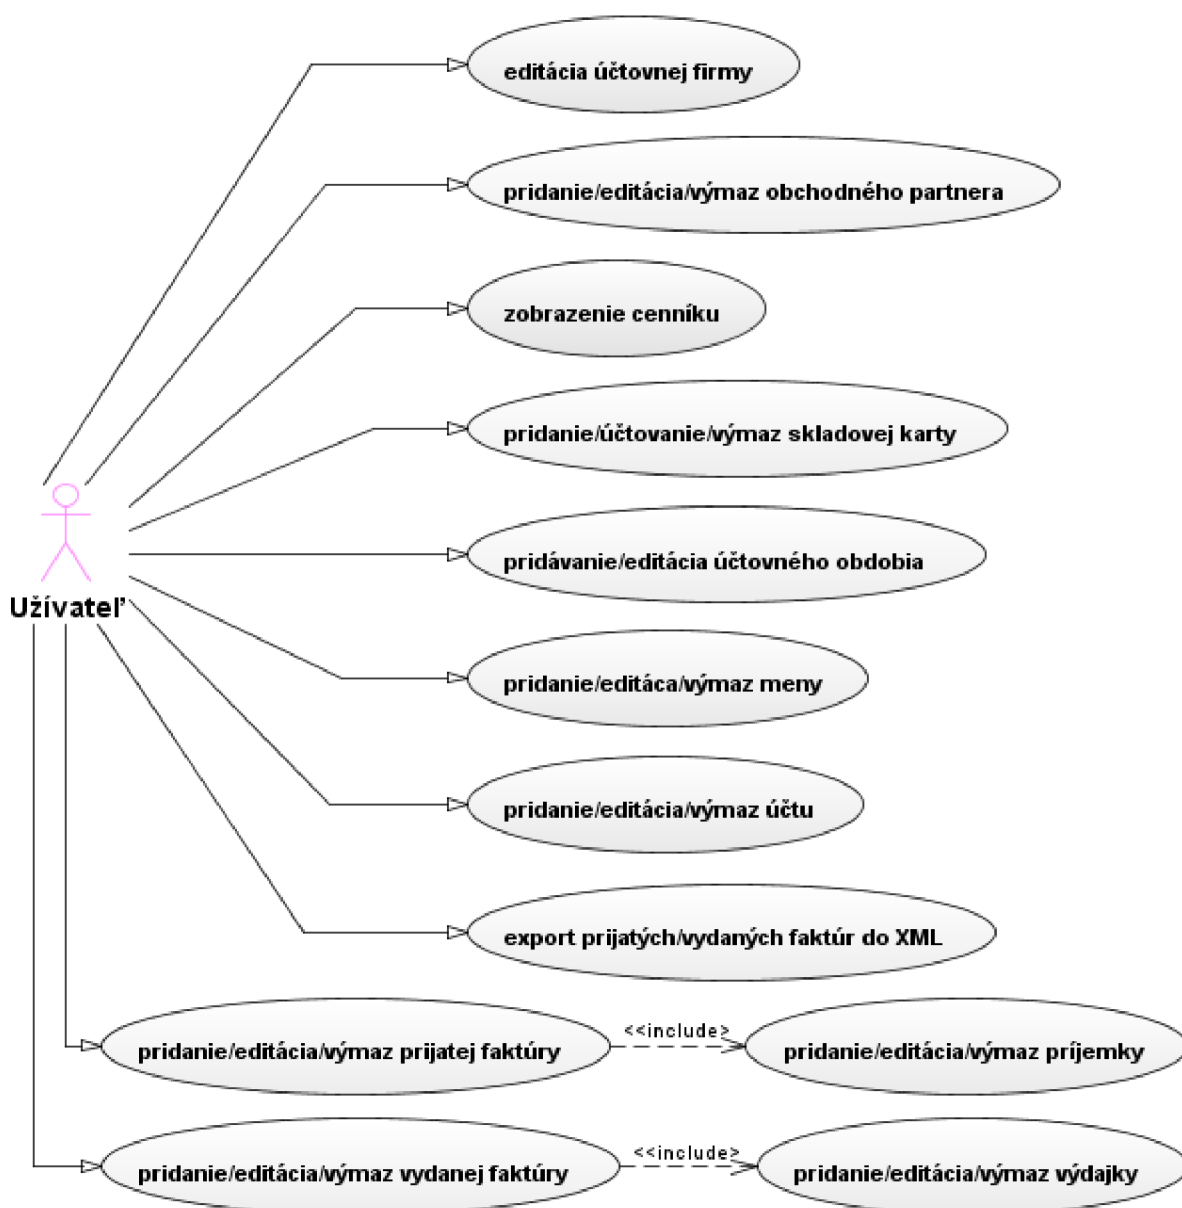 editácia účtovnej firmy
pridanie/editácia/výmaz obchodného partnera
zobrazenie cenníku
pridanie/účtovanie/výmaz skladovej karty
pridávanie/editácia účtovného obdobia
Užívateľ
pridanie/editáca/výmaz meny
pridanie/editácia/výmaz účtu
export prijatých/vydaných faktúr do XML
pridanie/editácia/výmaz prijatej faktúry
<<include>
pridanie/editácia/výmaz príjemky
pridanie/editácia/výmaz vydanej faktúry
<<include>
pridanie/editácia/výmaz výdajky